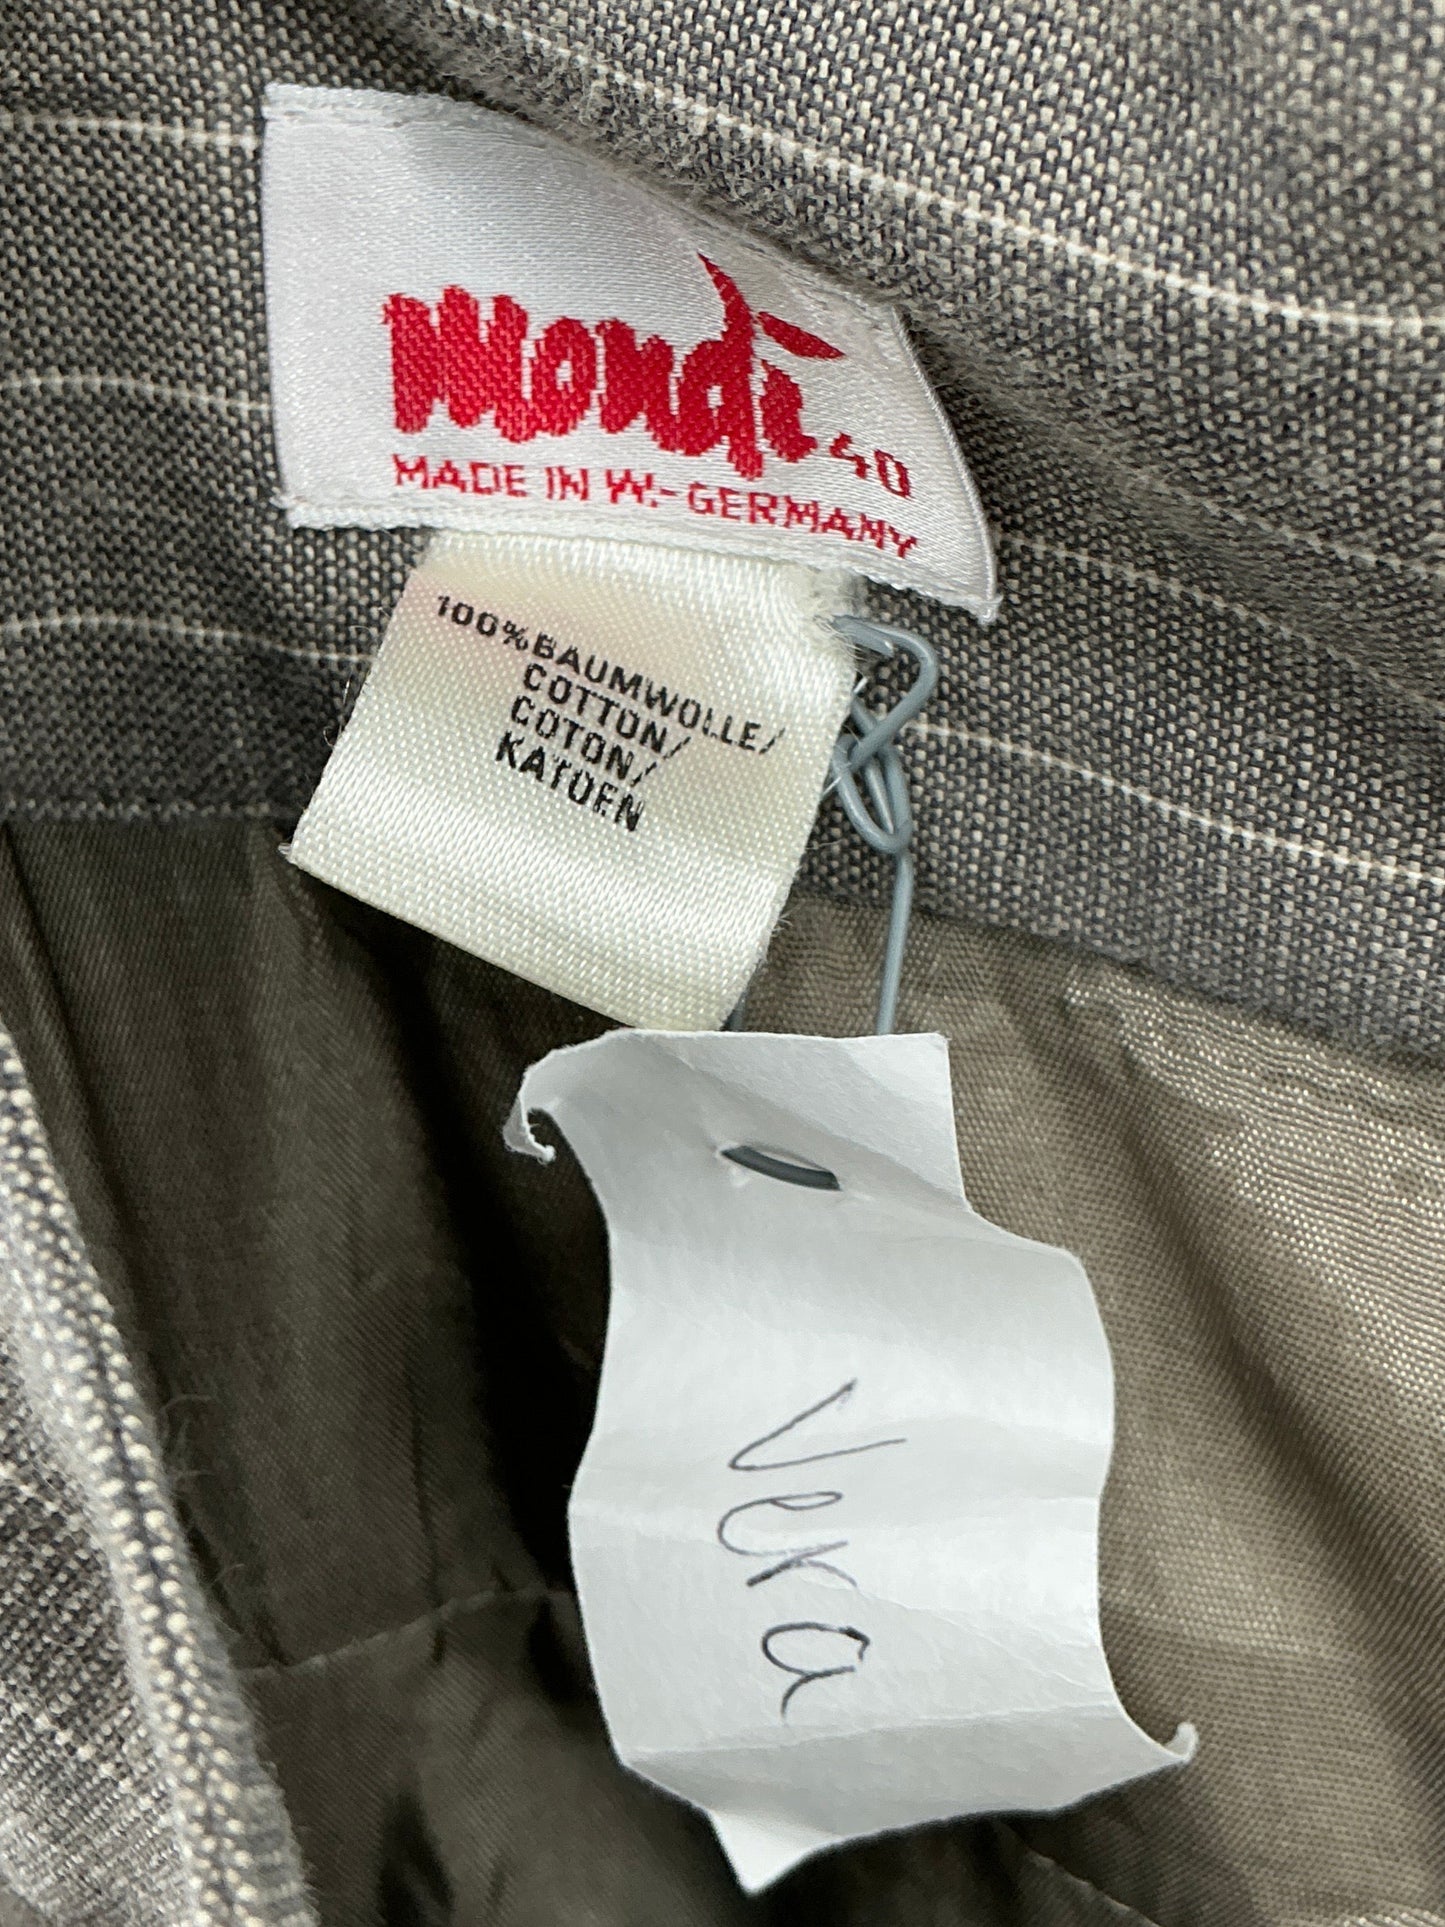 mondi 40
MADE IN W.-GERMANY
100% BAUMWOLLE/
COTTON/
COTON/
KATOEN
Vera